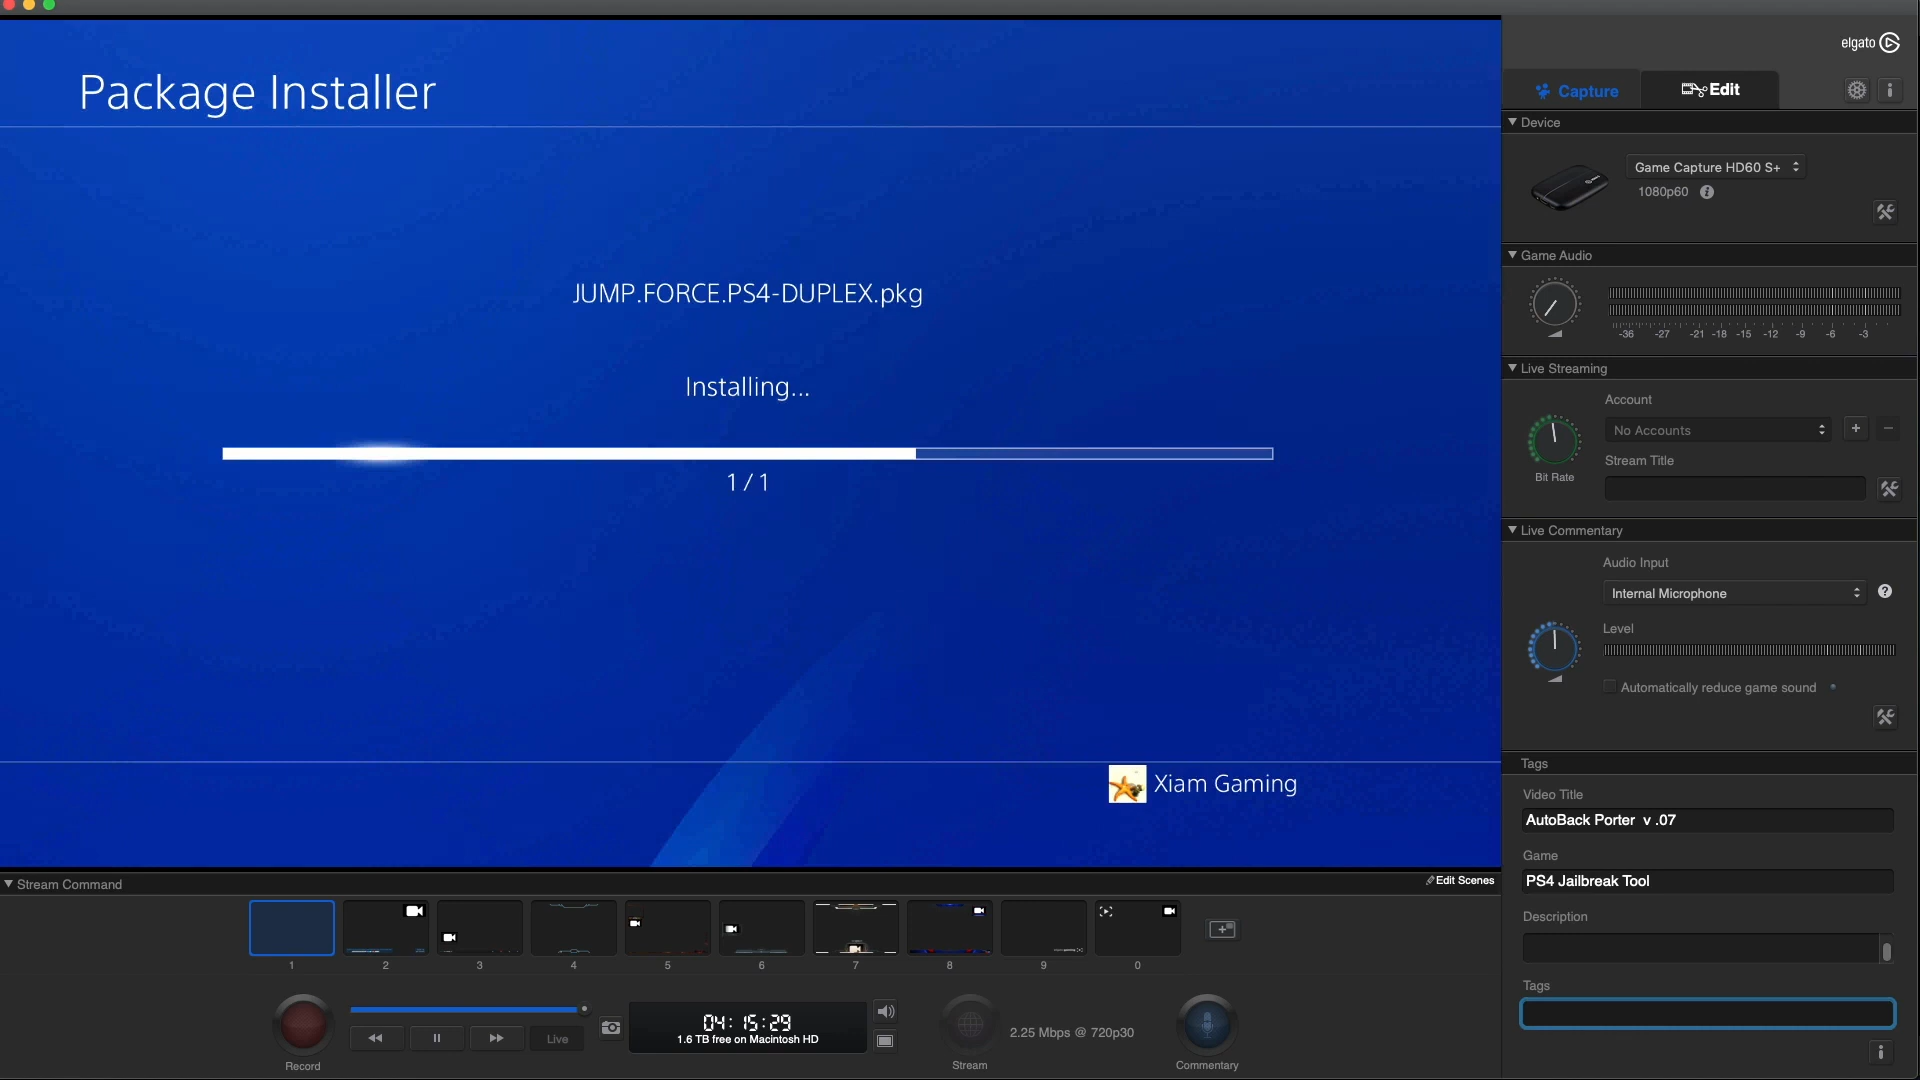 Package Installer
JUMP.FORCE.PS4-DUPLEX.pkg
Installing...
1 / 1
Xiam Gaming
elgato
Capture
Edit
Device
Game Capture HD60 S+
1080p60
Game Audio
-36 -27 -21 -18 -15 -12 -9 -6 -3
Live Streaming
Account
No Accounts
Stream Title
Bit Rate
Live Commentary
Audio Input
Internal Microphone
Level
Automatically reduce game sound
Tags
Video Title
AutoBack Porter v .07
Game
PS4 Jailbreak Tool
Description
Tags
Stream Command
Edit Scenes
1 2 3 4 5 6 7 8 9 0
Record
Live
04:15:29
1.6 TB free on Macintosh HD
Stream
2.25 Mbps @ 720p30
Commentary